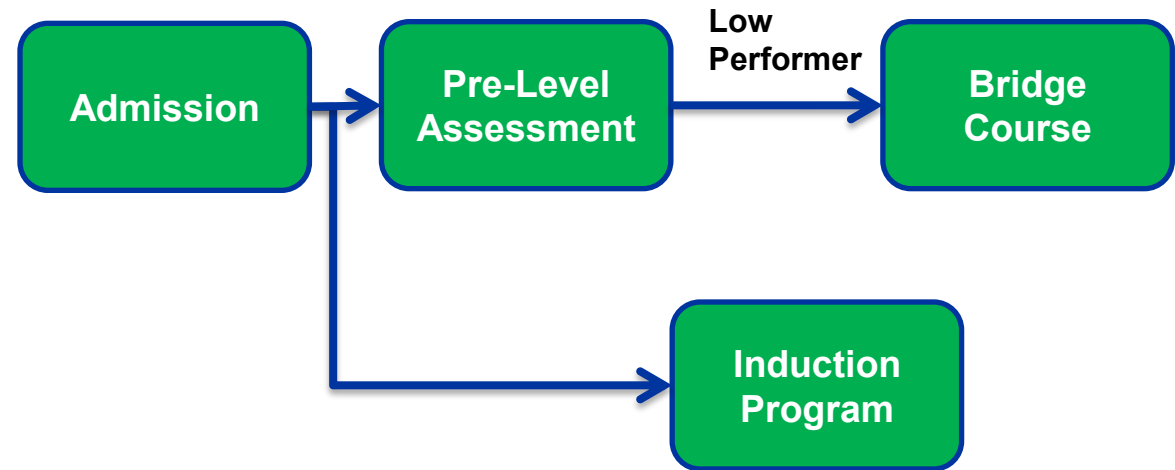 Admission
Pre-Level
Assessment
Low
Performer
Bridge
Course
Induction
Program